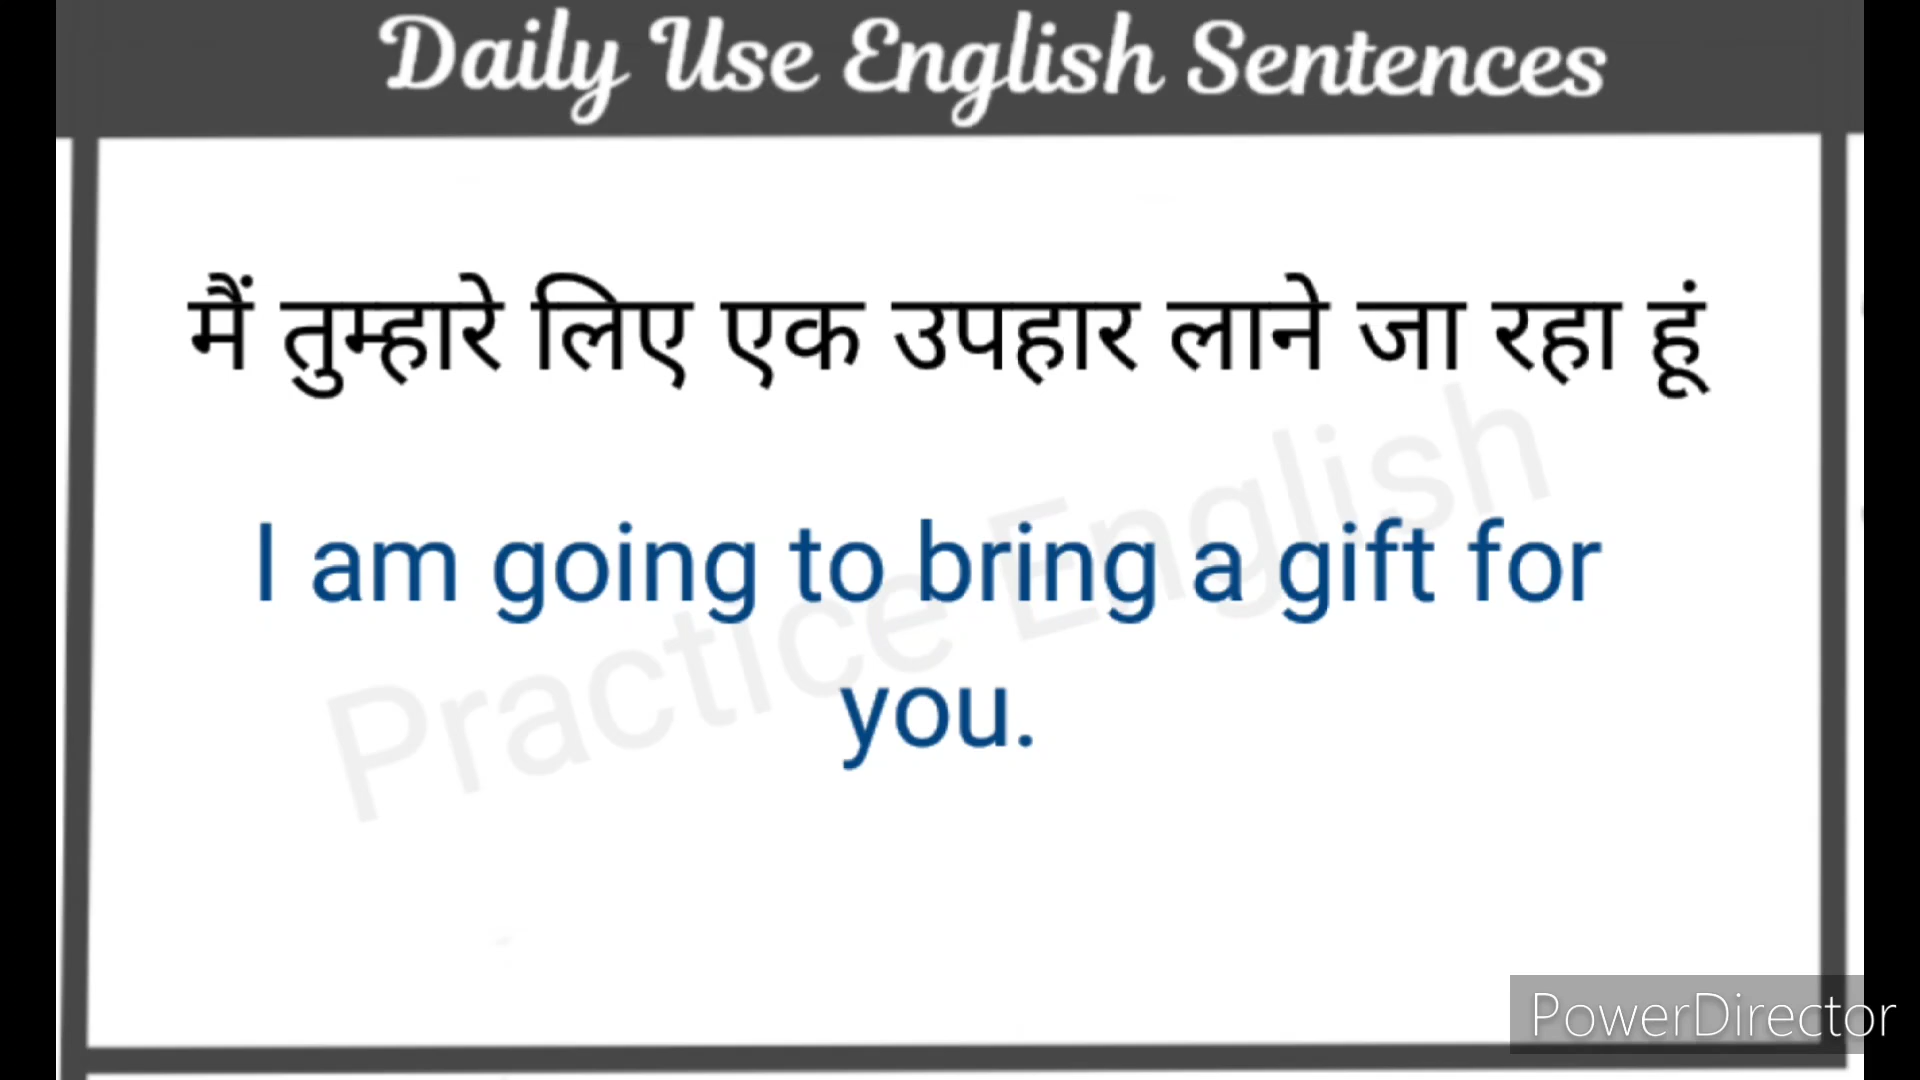 Daily Use English Sentences
मैं तुम्हारे लिए एक उपहार लाने जा रहा हूं
I am going to bring a gift for
you.
Practice English
PowerDirector